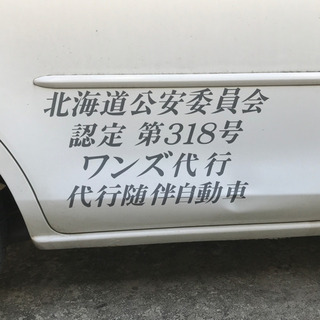 北海道公安委員会
認定 第318号
ワンズ代行
代行随伴自動車